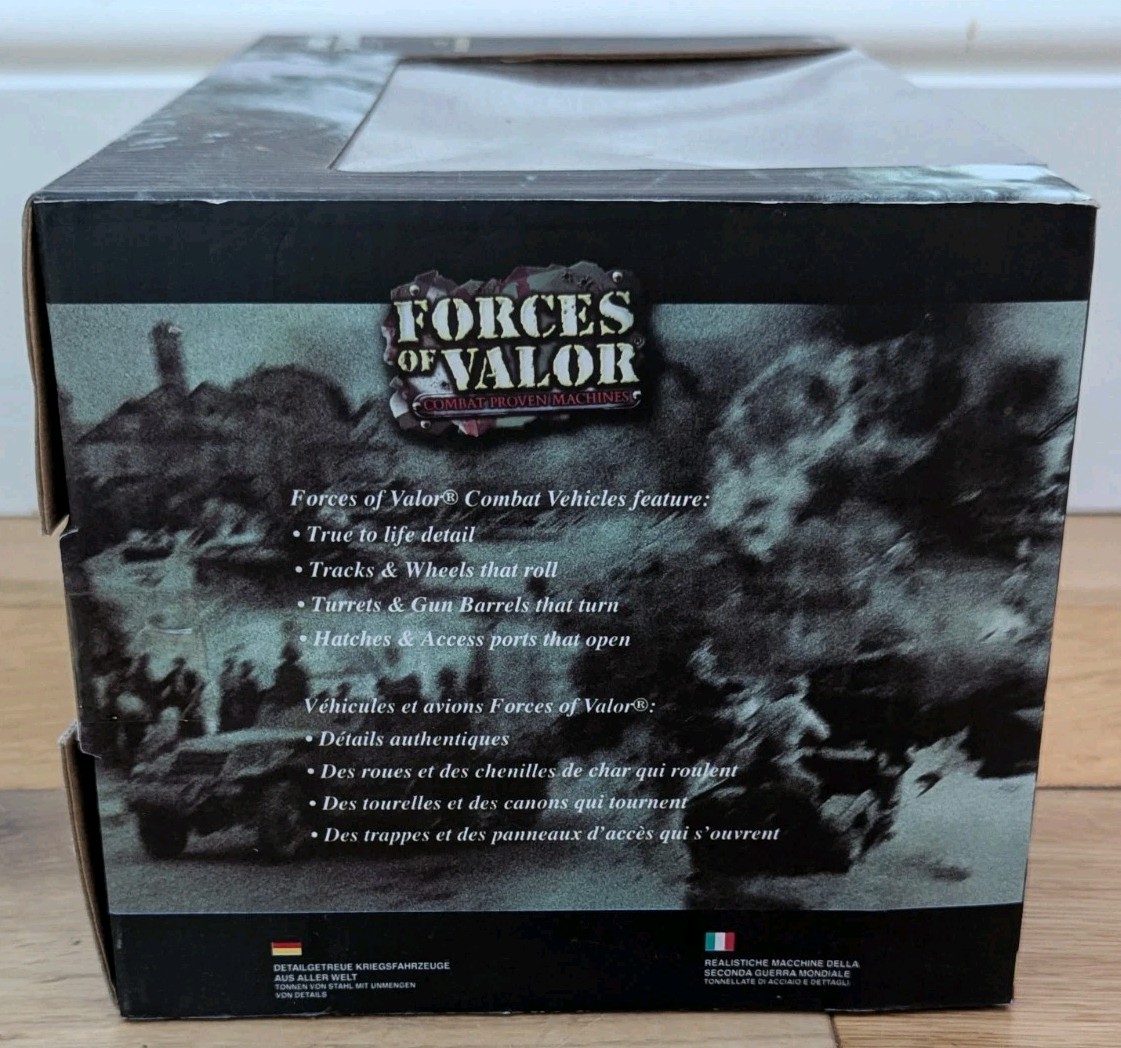 FORCES
OF VALOR®
COMBAT PROVEN MACHINES
Forces of Valor® Combat Vehicles feature:
• True to life detail
• Tracks & Wheels that roll
• Turrets & Gun Barrels that turn
• Hatches & Access ports that open
Véhicules et avions Forces of Valor®:
• Détails authentiques
• Des roues et des chenilles de char qui roulent
• Des tourelles et des canons qui tournent
• Des trappes et des panneaux d'accès qui s'ouvrent
DETAILGETREUE KRIEGSFAHRZEUGE
AUS ALLER WELT
TONNEN VON STAHL MIT UNMENGEN
VON DETAILS
REALISTICHE MACCHINE DELLA
SECONDA GUERRA MONDIALE
TONNELLATE DI ACCIAIO E DETTAGLI